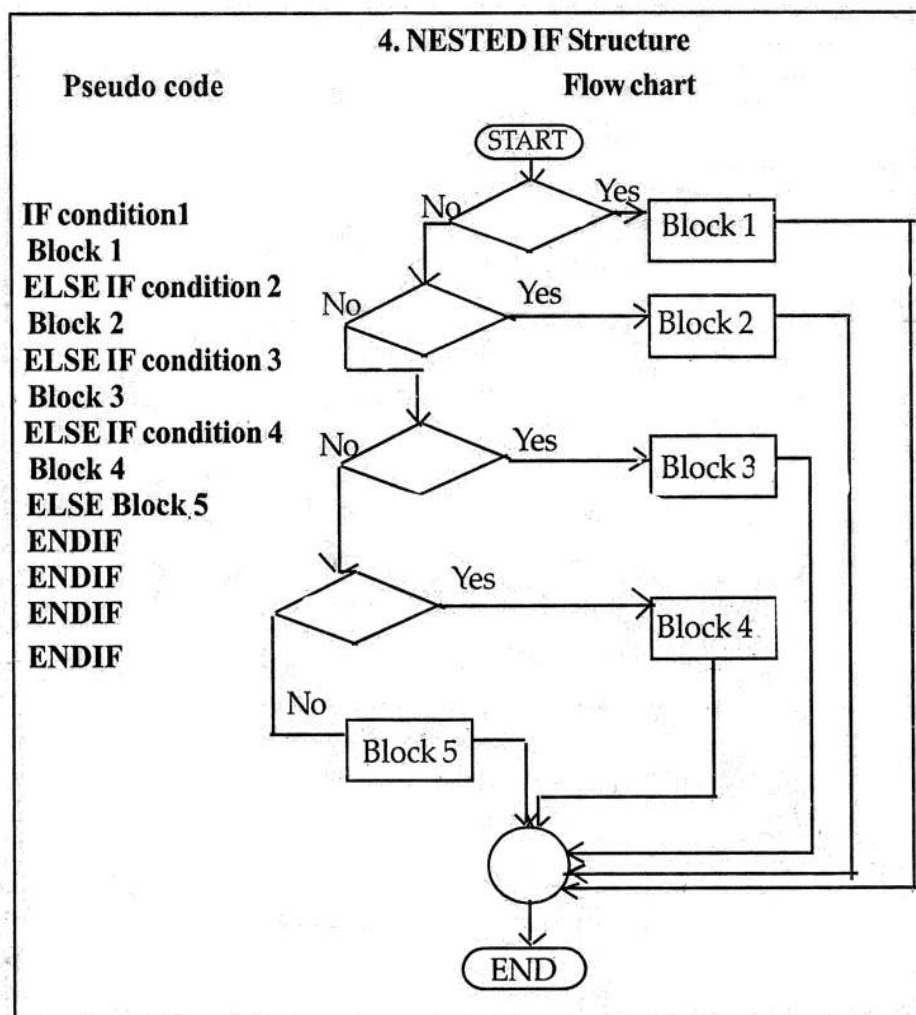 4. NESTED IF Structure
Pseudo code
Flow chart
IF condition1
Block 1
ELSE IF condition 2
Block 2
ELSE IF condition 3
Block 3
ELSE IF condition 4
Block 4
ELSE Block 5
ENDIF
ENDIF
ENDIF
ENDIF
START
No
Yes
Block 1
No
Yes
Block 2
No
Yes
Block 3
Yes
Block 4
No
Block 5
END